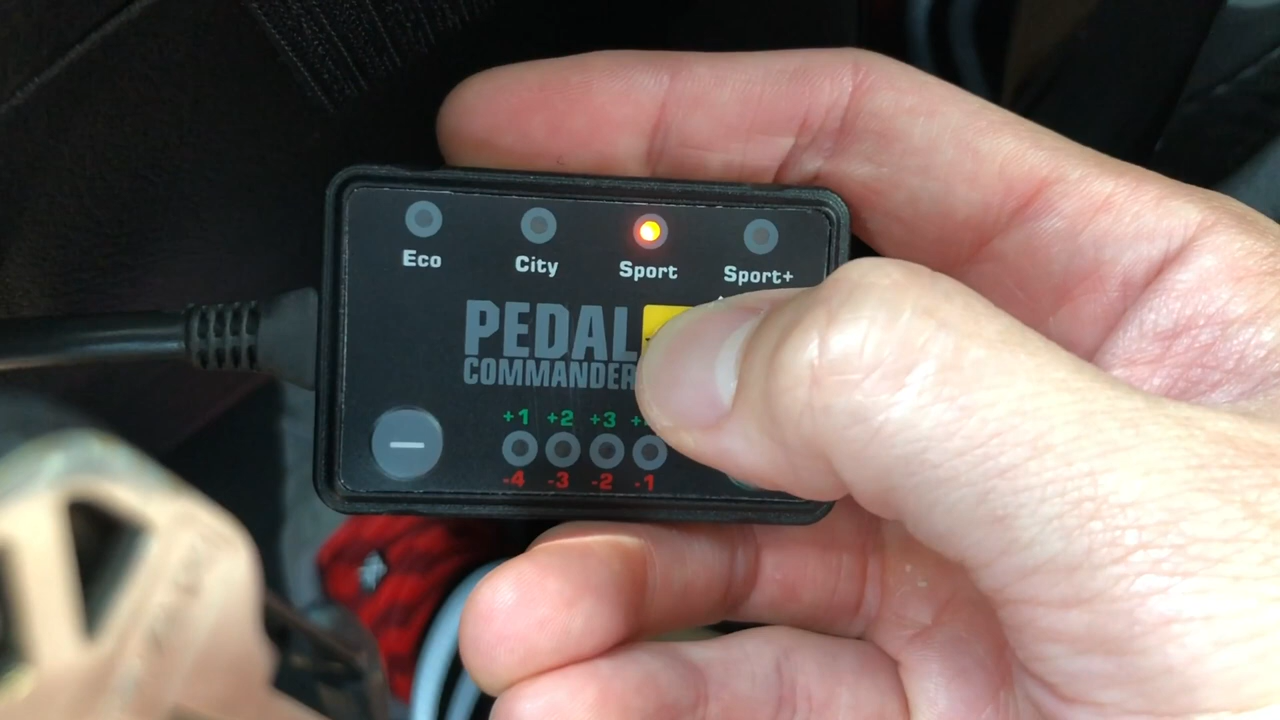 Eco City Sport Sport+
PEDAL
COMMANDER
+1 +2 +3
-4 -3 -2 -1